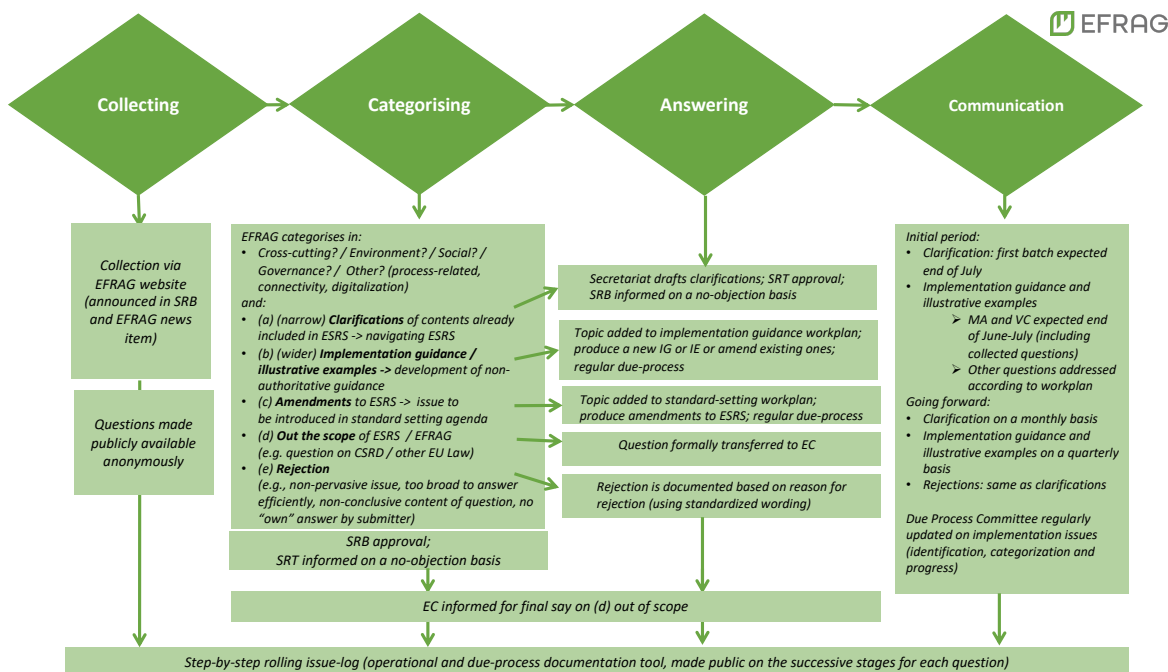 EFRAG
Collecting
Categorising
Answering
Communication
Collection via
EFRAG website
(announced in SRB
and EFRAG news
item)
Questions made
publicly available
anonymously
EFRAG categorises in:
• Cross-cutting? / Environment? / Social? /
Governance? / Other? (process-related,
connectivity, digitalization)
and:
• (a) (narrow) Clarifications of contents already
included in ESRS -> navigating ESRS
• (b) (wider) Implementation guidance /
illustrative examples -> development of non-
authoritative guidance
• (c) Amendments to ESRS -> issue to
be introduced in standard setting agenda
• (d) Out the scope of ESRS / EFRAG
(e.g. question on CSRD / other EU Law)
• (e) Rejection
(e.g., non-pervasive issue, too broad to answer
efficiently, non-conclusive content of question, no
“own” answer by submitter)
SRB approval;
SRT informed on a no-objection basis
Secretariat drafts clarifications; SRT approval;
SRB informed on a no-objection basis
Topic added to implementation guidance workplan;
produce a new IG or IE or amend existing ones;
regular due-process
Topic added to standard-setting workplan;
produce amendments to ESRS; regular due-process
Question formally transferred to EC
Rejection is documented based on reason for
rejection (using standardized wording)
Initial period:
• Clarification: first batch expected
end of July
• Implementation guidance and
illustrative examples
➢ MA and VC expected end
of June-July (including
collected questions)
➢ Other questions addressed
according to workplan
Going forward:
• Clarification on a monthly basis
• Implementation guidance and
illustrative examples on a quarterly
basis
• Rejections: same as clarifications
Due Process Committee regularly
updated on implementation issues
(identification, categorization and
progress)
EC informed for final say on (d) out of scope
Step-by-step rolling issue-log (operational and due-process documentation tool, made public on the successive stages for each question)